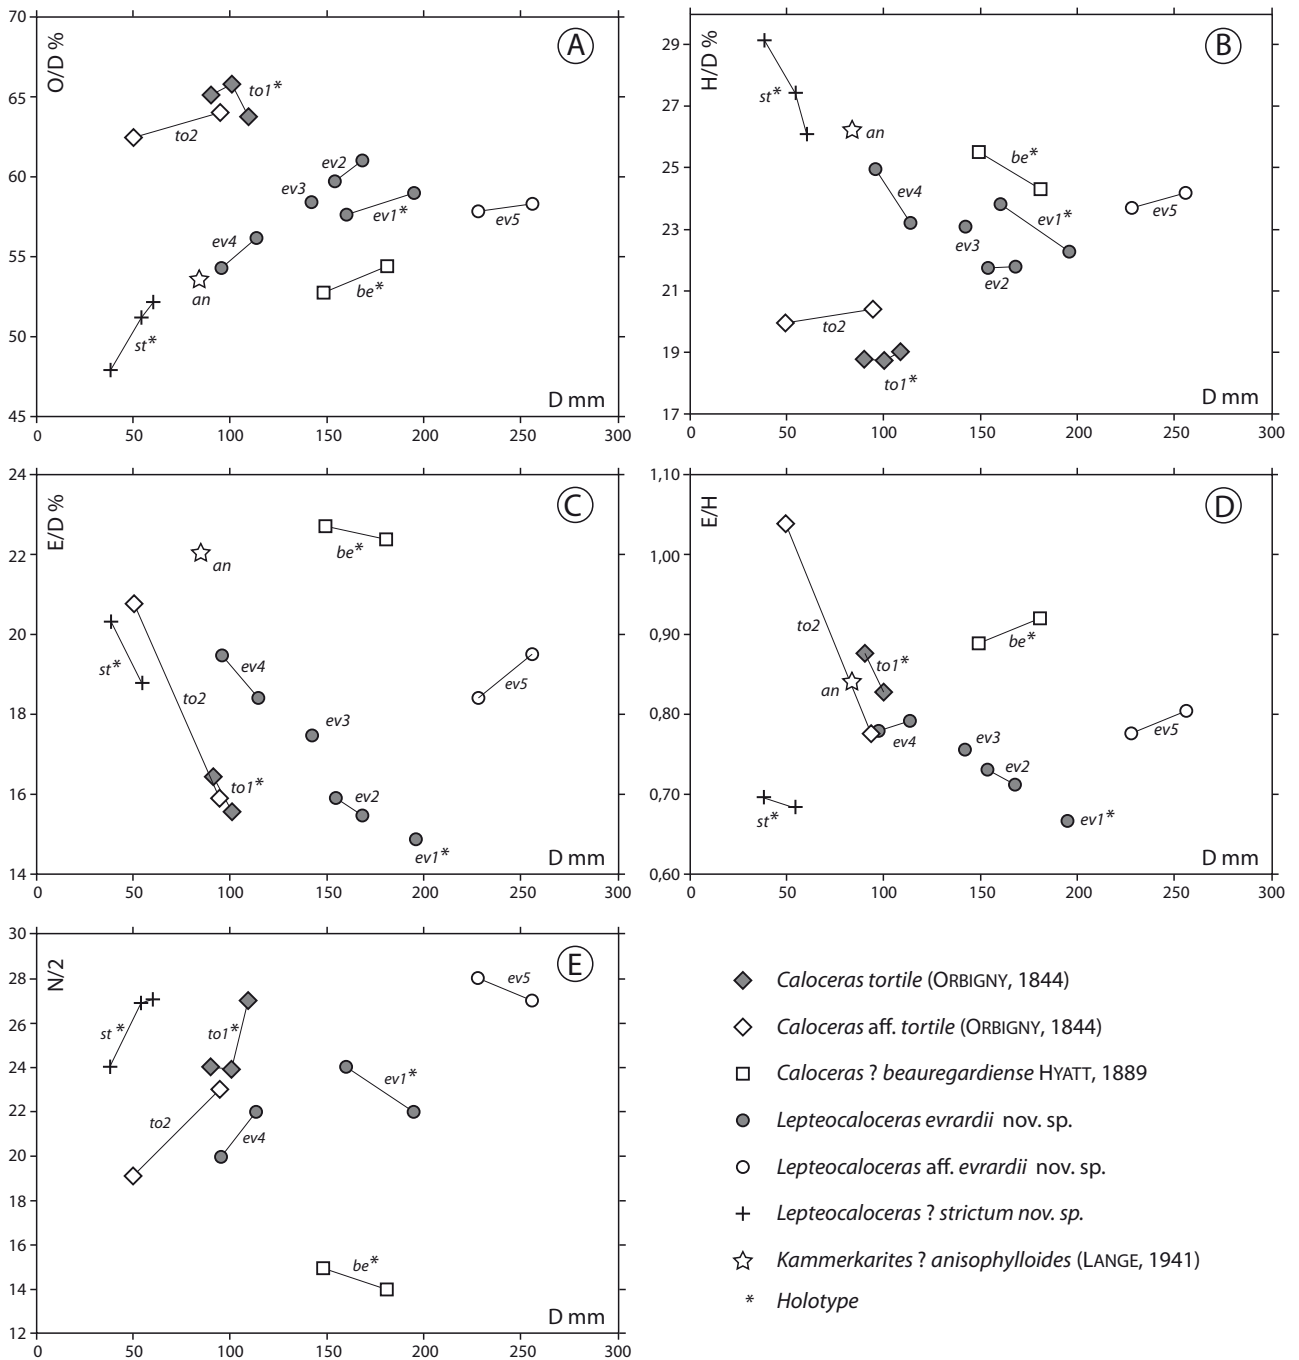 70
65
60
55
50
45
O/D %
A
to1*
to2
ev2
ev3
ev1*
ev5
ev4
an
be*
st*
D mm
0 50 100 150 200 250 300
29
27
25
23
21
19
17
H/D %
B
st*
an
be*
ev4
ev1*
ev5
ev3
ev2
to2
to1*
D mm
0 50 100 150 200 250 300
24
22
20
18
16
14
E/D %
C
be*
an
st*
ev4
to2
ev5
ev3
to1*
ev2
ev1*
D mm
0 50 100 150 200 250 300
1,10
1,00
0,90
0,80
0,70
0,60
E/H
D
to2
be*
to1*
an
ev4
ev3
ev5
ev2
st*
ev1*
D mm
0 50 100 150 200 250 300
30
28
26
24
22
20
18
16
14
12
N/2
E
ev5
st*
to1*
ev1*
to2
ev4
be*
D mm
0 50 100 150 200 250 300
Caloceras tortile (ORBIGNY, 1844)
Caloceras aff. tortile (ORBIGNY, 1844)
Caloceras ? beauregardiense HYATT, 1889
Lepteocaloceras evrardii nov. sp.
Lepteocaloceras aff. evrardii nov. sp.
Lepteocaloceras ? strictum nov. sp.
Kammerkarites ? anisophylloides (LANGE, 1941)
* Holotype